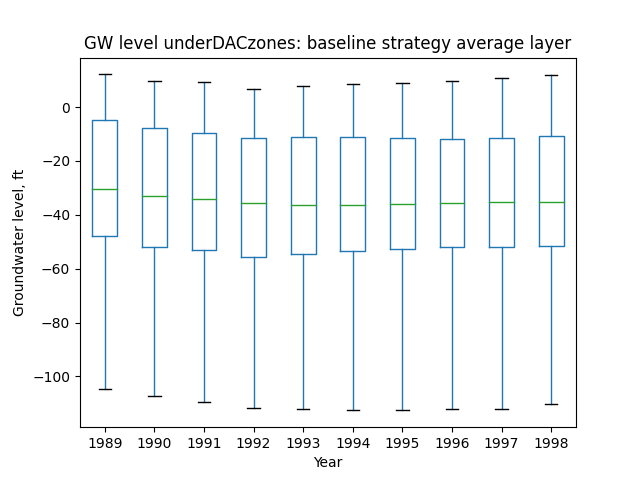 GW level underDACzones: baseline strategy average layer
Groundwater level, ft
0
−20
−40
−60
−80
−100
1989 1990 1991 1992 1993 1994 1995 1996 1997 1998
Year